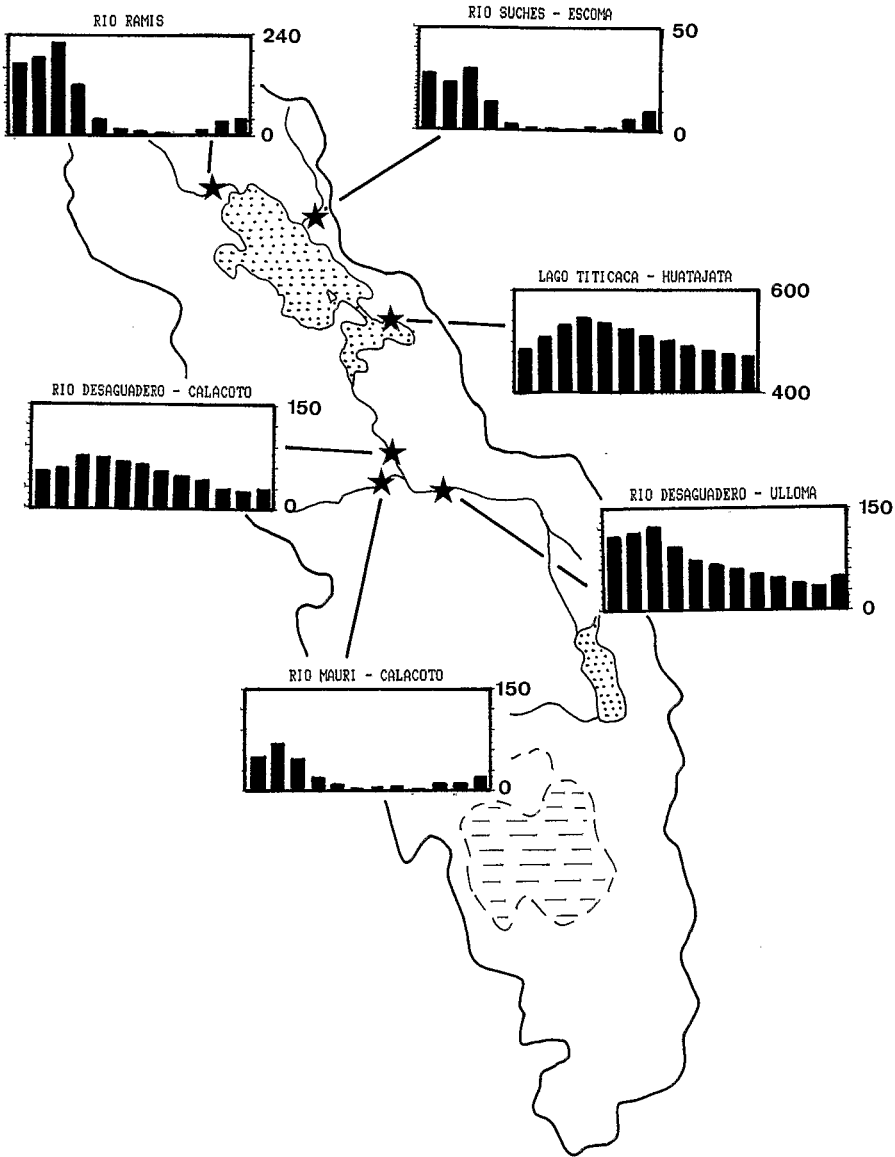 RIO RAMIS
240
0
RIO SUCHES - ESCOMA
50
0
LAGO TITICACA - HUATAJATA
600
400
RIO DESAGUADERO - CALACOTO
150
0
RIO DESAGUADERO - ULLOMA
150
0
RIO MAURI - CALACOTO
150
0